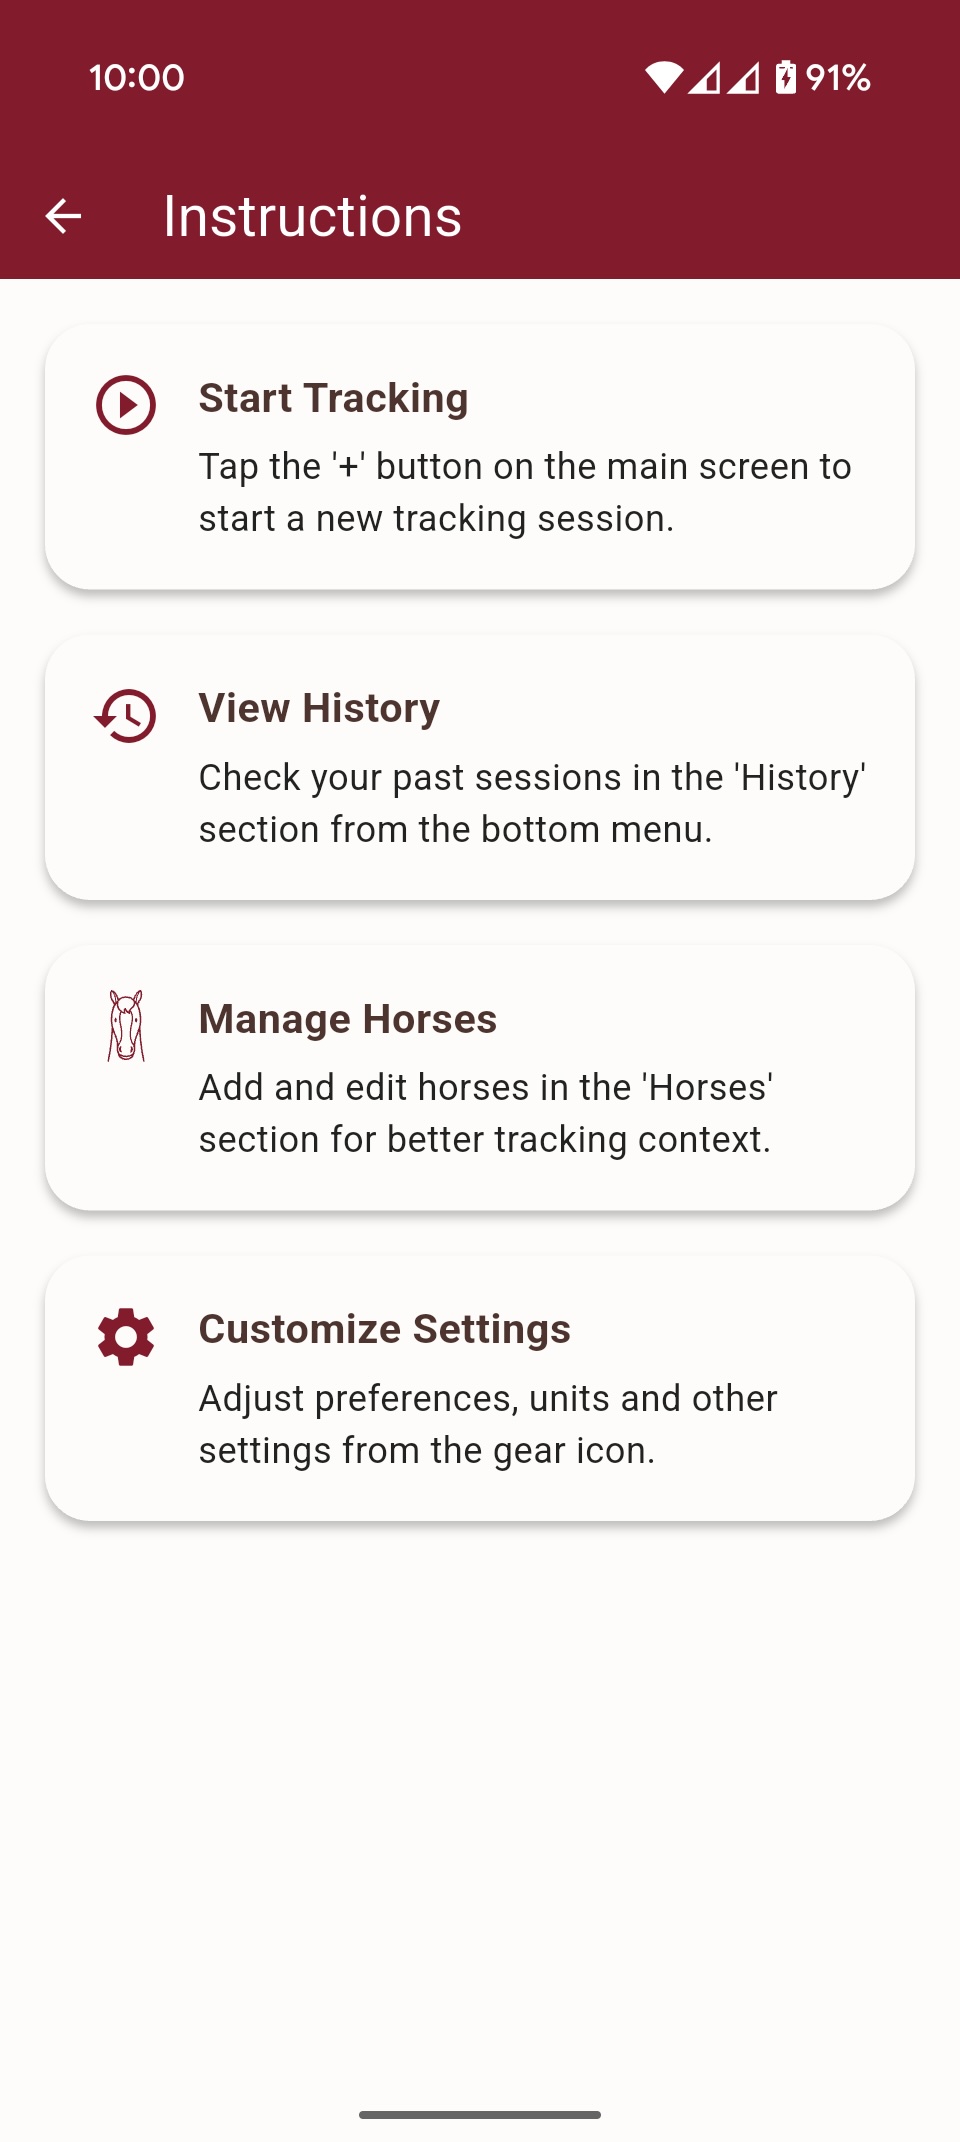 10:00
91%
Instructions
Start Tracking
Tap the '+' button on the main screen to
start a new tracking session.
View History
Check your past sessions in the 'History'
section from the bottom menu.
Manage Horses
Add and edit horses in the 'Horses'
section for better tracking context.
Customize Settings
Adjust preferences, units and other
settings from the gear icon.